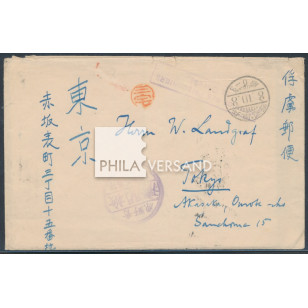 俘虜郵便
東京
赤坂表町三丁目十五番地
Herrn W. Landgraf
Tokyo
Akasaka, Omote-cho
Sanchome 15
PHILA VERSAND